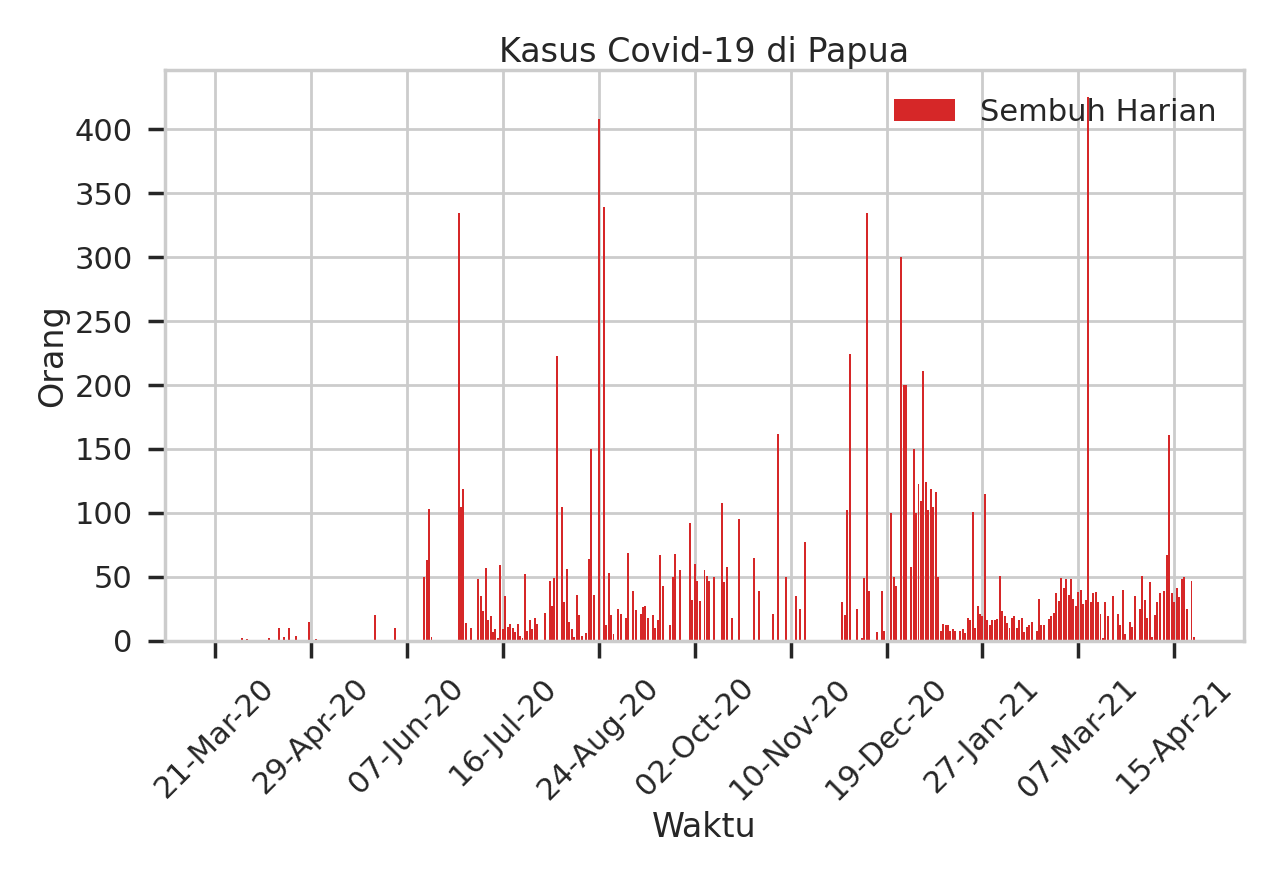 Kasus Covid-19 di Papua
Sembuh Harian
Orang
400
350
300
250
200
150
100
50
0
21-Mar-20
29-Apr-20
07-Jun-20
16-Jul-20
24-Aug-20
02-Oct-20
10-Nov-20
19-Dec-20
27-Jan-21
07-Mar-21
15-Apr-21
Waktu